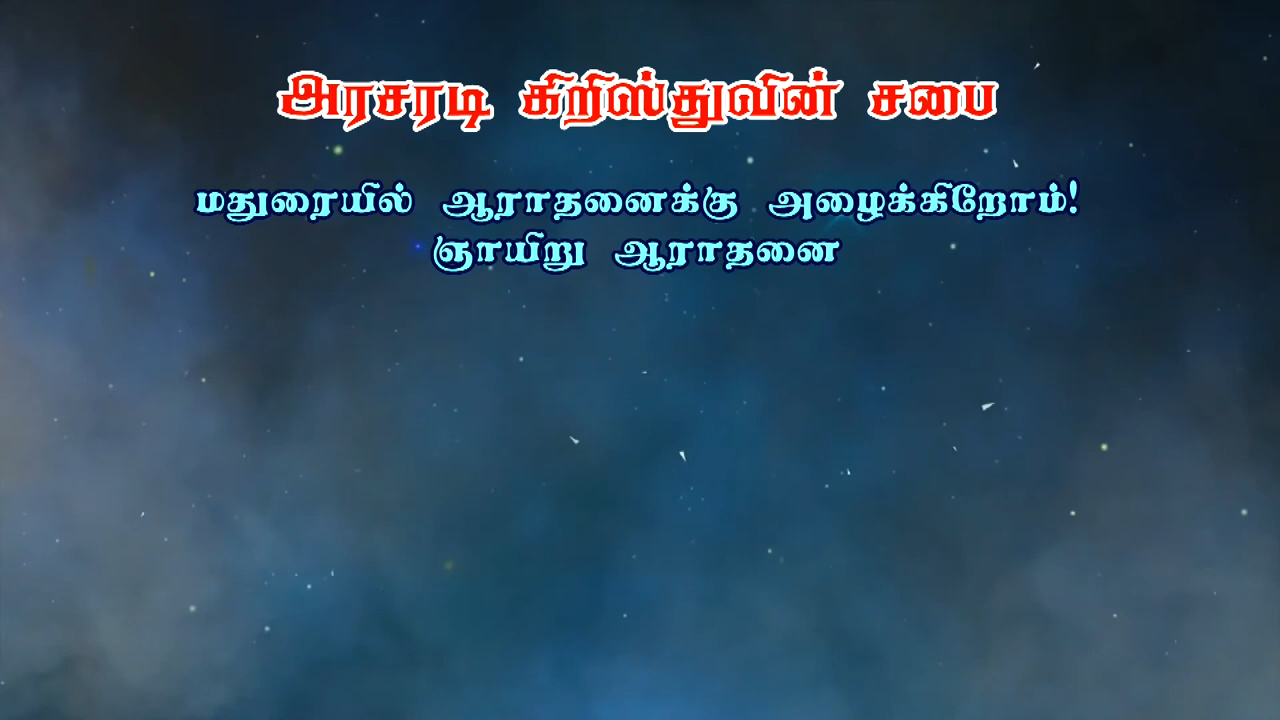 அரசரடி கிறிஸ்துவின் சபை
மதுரையில் ஆராதனைக்கு அழைக்கிறோம்!
ஞாயிறு ஆராதனை